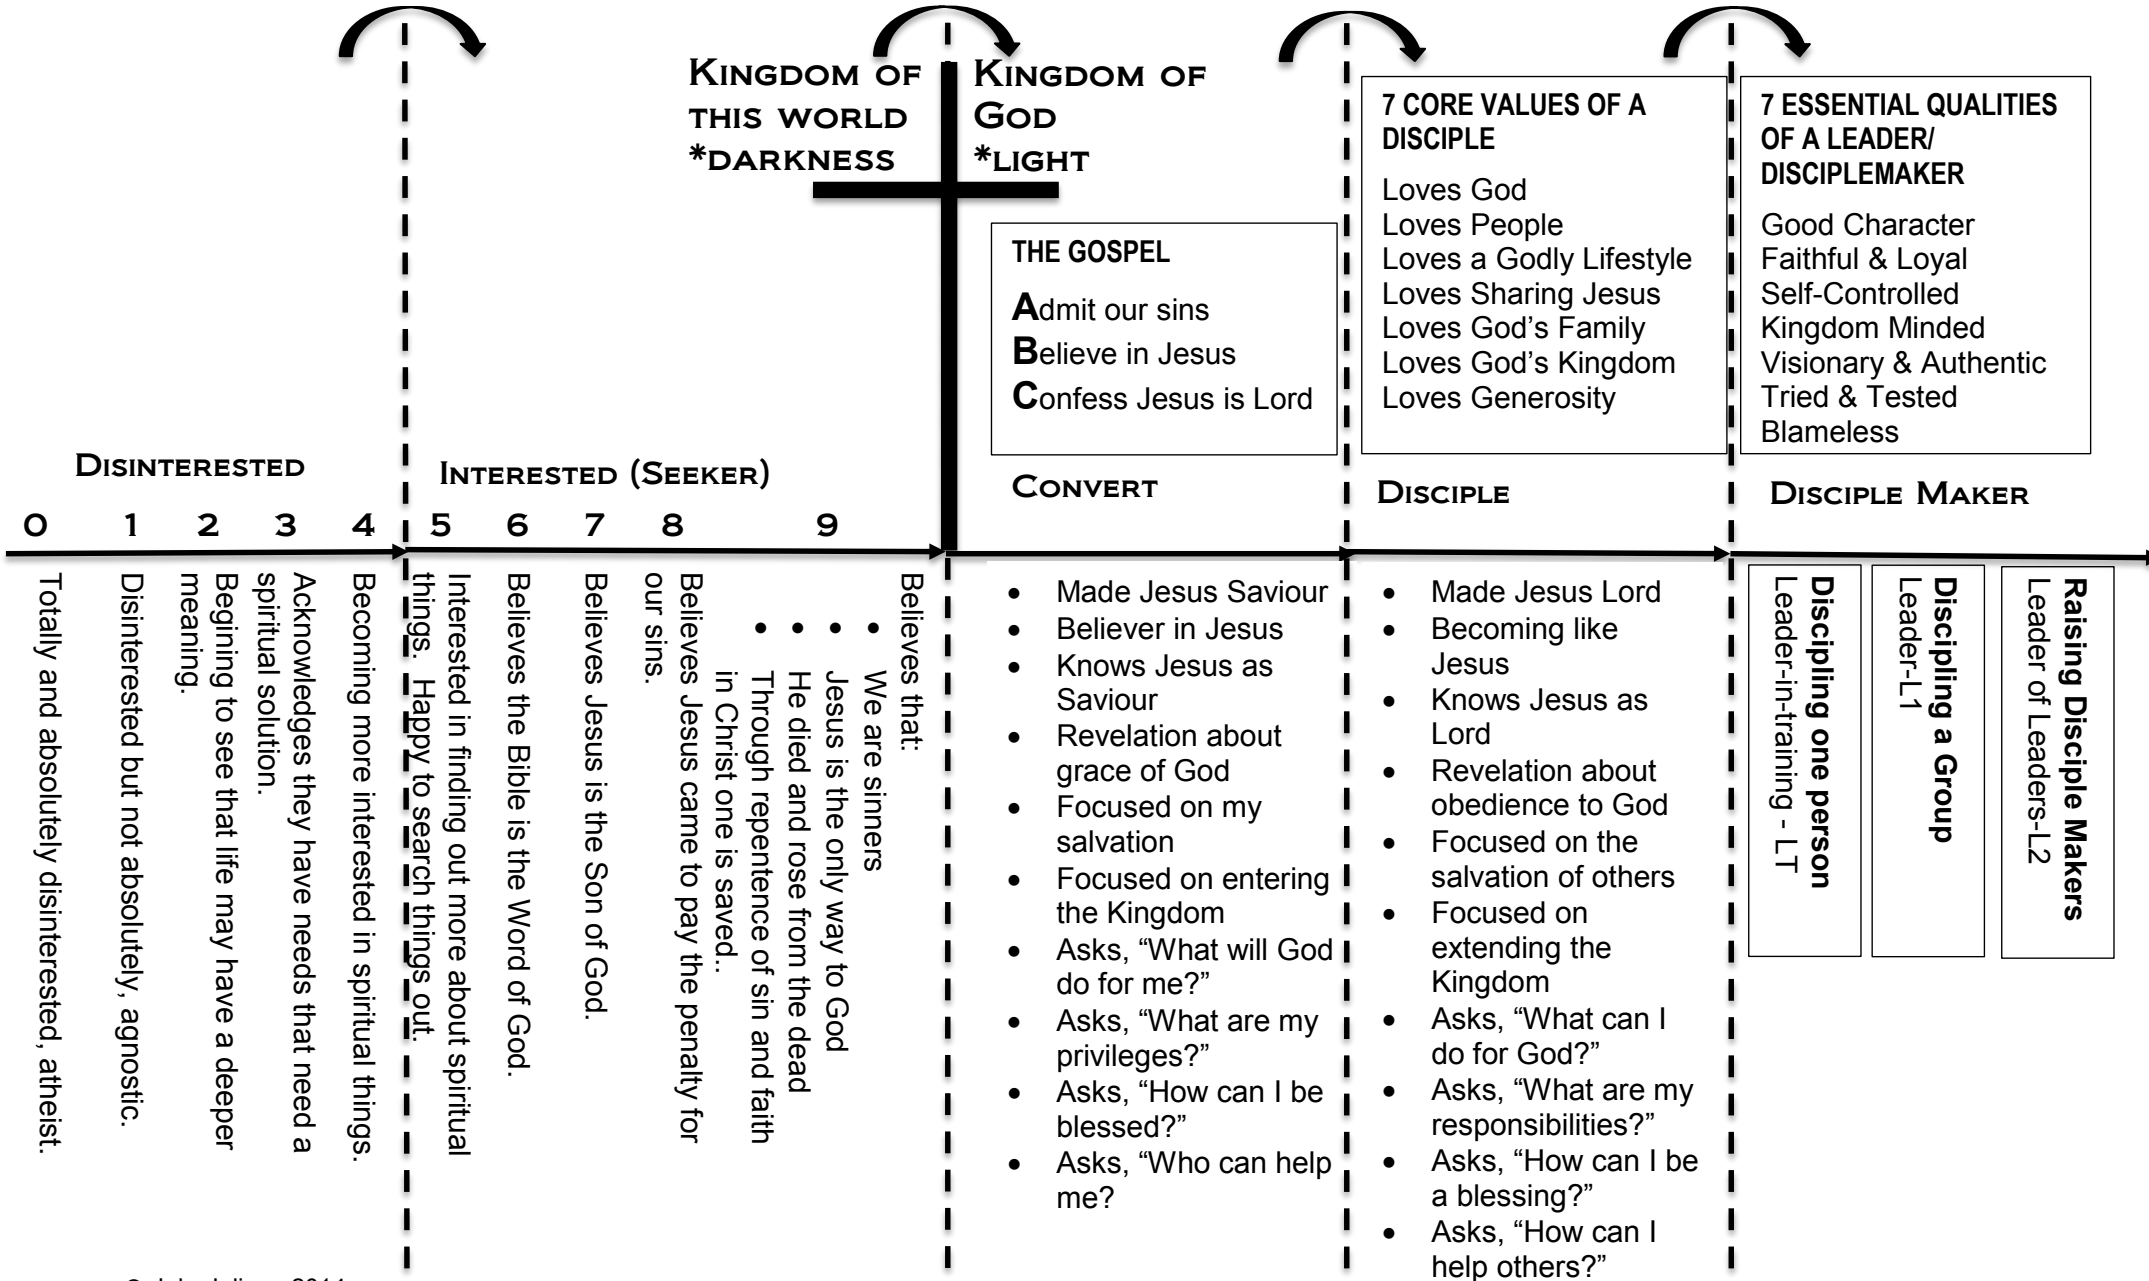 KINGDOM OF
THIS WORLD
*DARKNESS
KINGDOM OF
GOD
*LIGHT
THE GOSPEL
Admit our sins
Believe in Jesus
Confess Jesus is Lord
7 CORE VALUES OF A
DISCIPLE
Loves God
Loves People
Loves a Godly Lifestyle
Loves Sharing Jesus
Loves God’s Family
Loves God’s Kingdom
Loves Generosity
7 ESSENTIAL QUALITIES
OF A LEADER/
DISCIPLEMAKER
Good Character
Faithful & Loyal
Self-Controlled
Kingdom Minded
Visionary & Authentic
Tried & Tested
Blameless
DISINTERESTED
INTERESTED (SEEKER)
CONVERT
DISCIPLE
DISCIPLE MAKER
0 1 2 3 4 5 6 7 8 9
Totally and absolutely disinterested, atheist.
Disinterested but not absolutely, agnostic.
Beginning to see that life may have a deeper
meaning.
Acknowledges they have needs that need a
spiritual solution.
Becoming more interested in spiritual things.
Interested in finding out more about spiritual
things. Happy to search things out.
Believes the Bible is the Word of God.
Believes Jesus is the Son of God.
Believes Jesus came to pay the penalty for
our sins.
Believes that:
• We are sinners
• Jesus is the only way to God
• He died and rose from the dead
• Through repentence of sin and faith
in Christ one is saved..
• Made Jesus Saviour
• Believer in Jesus
• Knows Jesus as
Saviour
• Revelation about
grace of God
• Focused on my
salvation
• Focused on entering
the Kingdom
• Asks, “What will God
do for me?”
• Asks, “What are my
privileges?”
• Asks, “How can I be
blessed?”
• Asks, “Who can help
me?
• Made Jesus Lord
• Becoming like
Jesus
• Knows Jesus as
Lord
• Revelation about
obedience to God
• Focused on the
salvation of others
• Focused on
extending the
Kingdom
• Asks, “What can I
do for God?”
• Asks, “What are my
responsibilities?”
• Asks, “How can I be
a blessing?”
• Asks, “How can I
help others?”
Discipling one person
Leader-in-training - LT
Discipling a Group
Leader-L1
Raising Disciple Makers
Leader of Leaders-L2